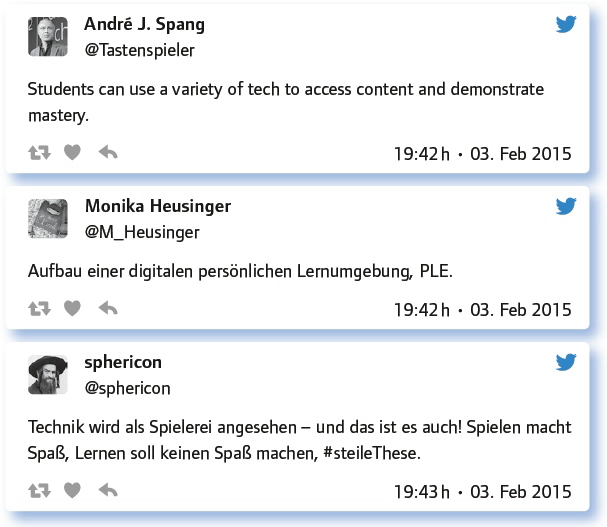 André J. Spang
@Tastenspieler
Students can use a variety of tech to access content and demonstrate
mastery.
19:42 h • 03. Feb 2015
Monika Heusinger
@M_Heusinger
Aufbau einer digitalen persönlichen Lernumgebung, PLE.
19:42 h • 03. Feb 2015
sphericon
@sphericon
Technik wird als Spielerei angesehen – und das ist es auch! Spielen macht
Spaß, Lernen soll keinen Spaß machen, #steileThese.
19:43 h • 03. Feb 2015